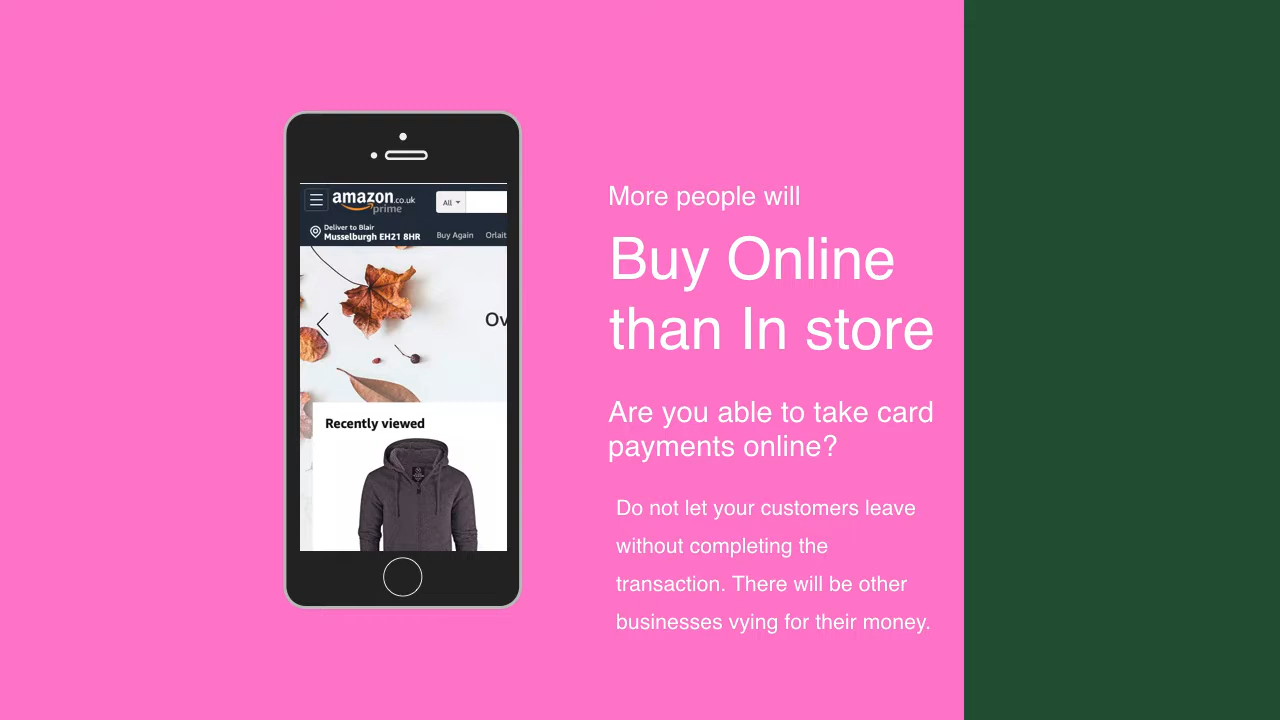 amazon.co.uk
prime
All
Deliver to Blair
Musselburgh EH21 8HR
Buy Again
Ov
Recently viewed
More people will
Buy Online
than In store
Are you able to take card
payments online?
Do not let your customers leave
without completing the
transaction. There will be other
businesses vying for their money.